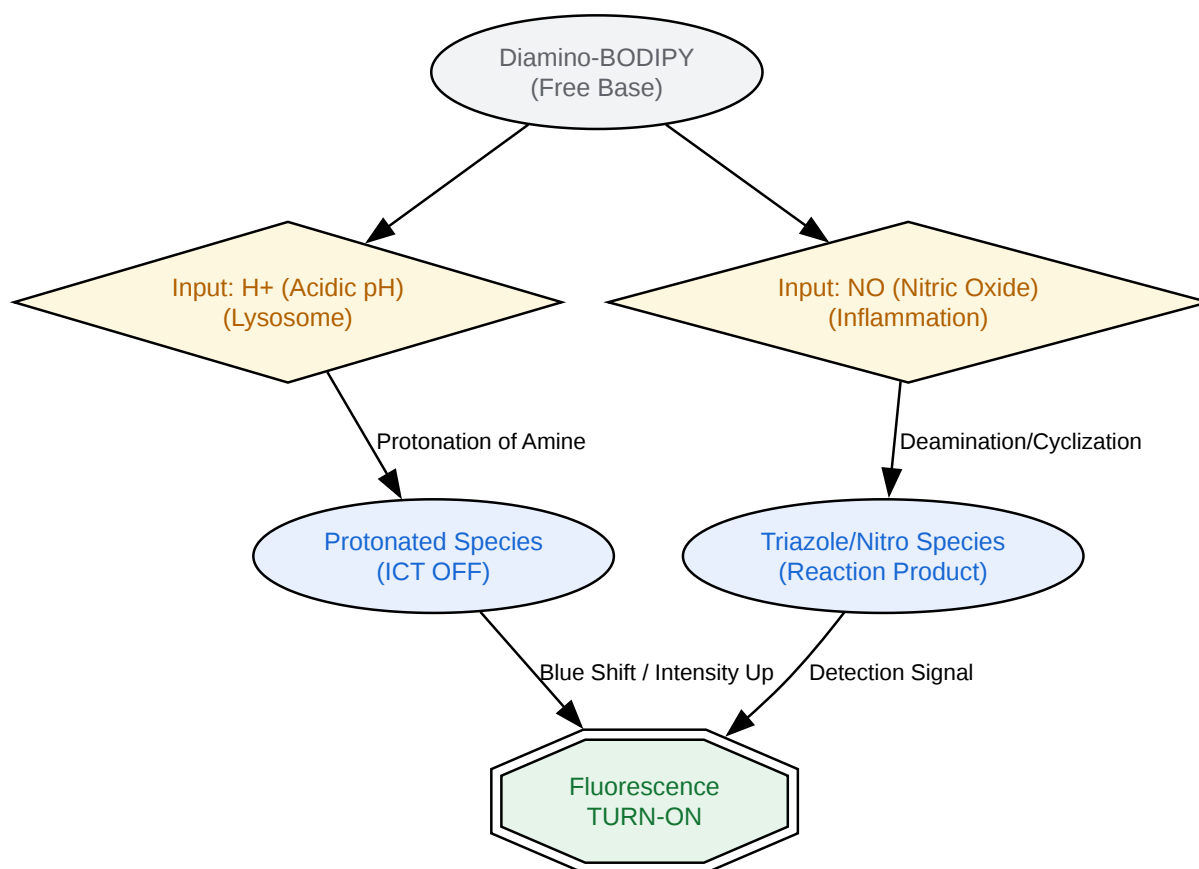 Diamino-BODIPY
(Free Base)
Input: H+ (Acidic pH)
(Lysosome)
Input: NO (Nitric Oxide)
(Inflammation)
Protonation of Amine
Deamination/Cyclization
Protonated Species
(ICT OFF)
Triazole/Nitro Species
(Reaction Product)
Blue Shift / Intensity Up
Detection Signal
Fluorescence
TURN-ON